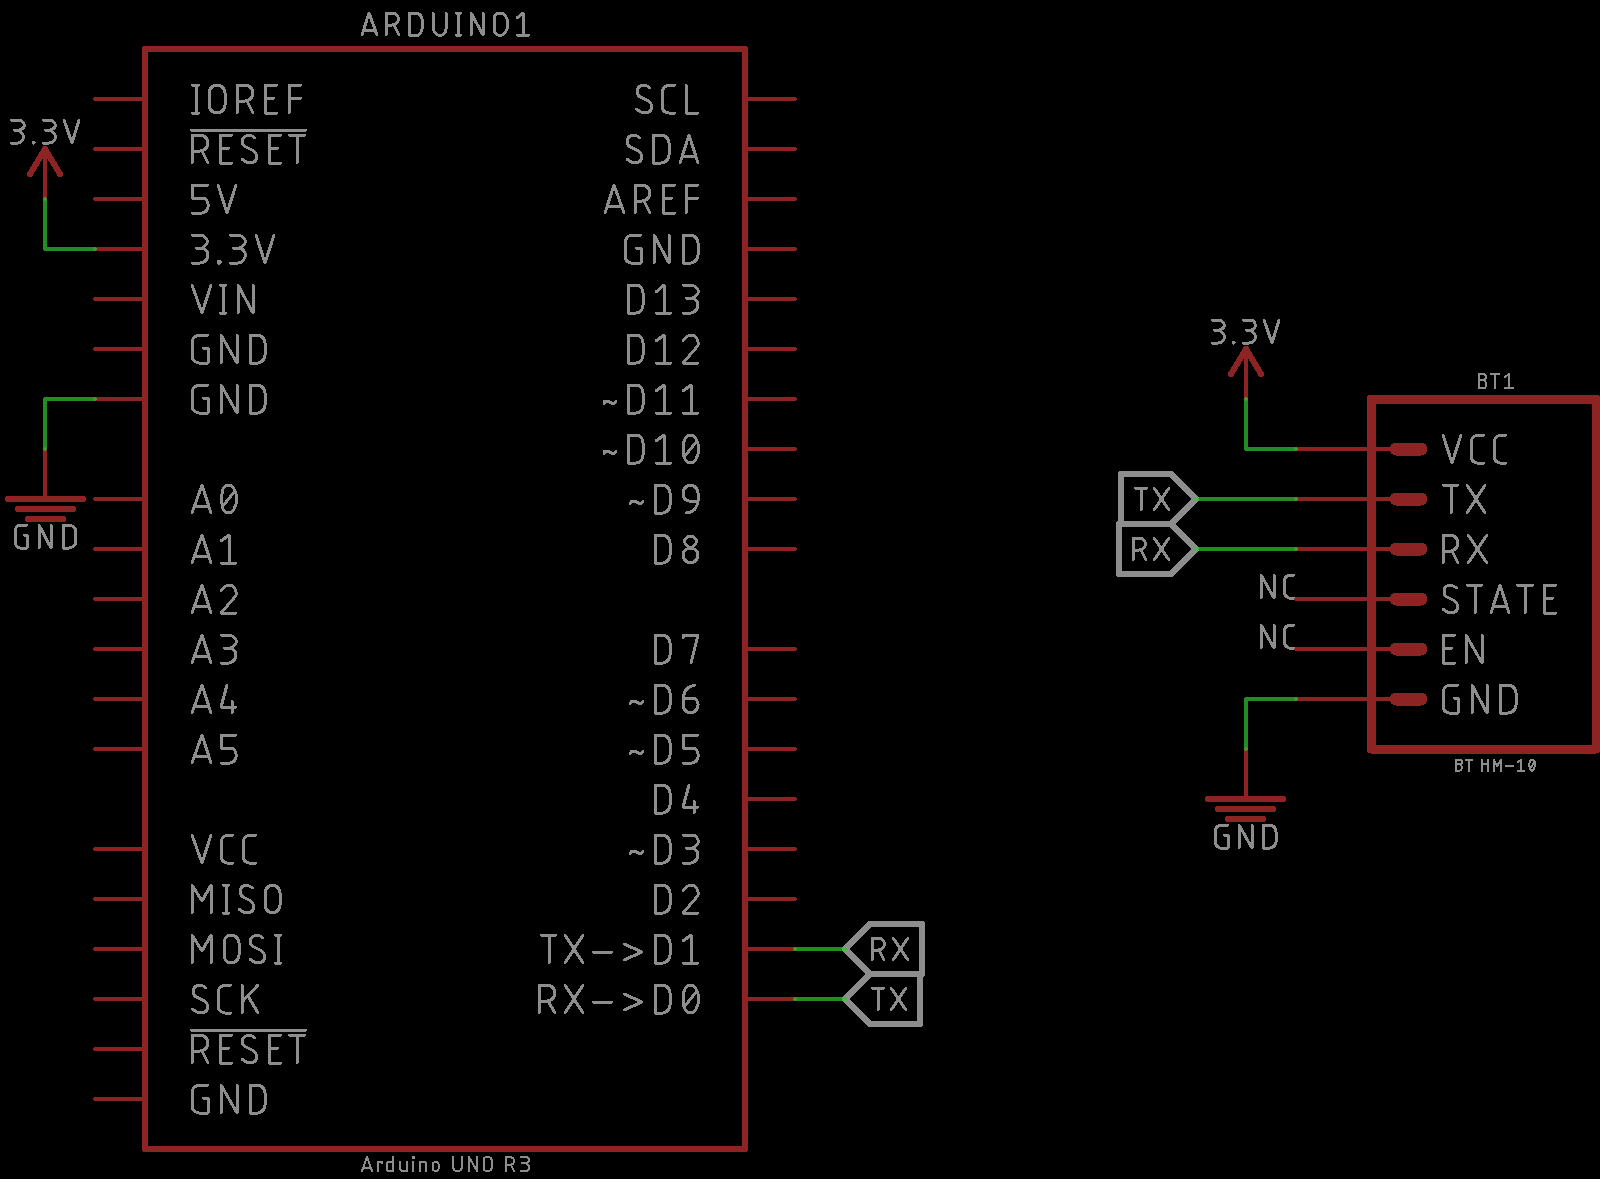 ARDUINO1
IOREF
RESET
5V
3.3V
VIN
GND
GND
A0
A1
A2
A3
A4
A5
VCC
MISO
MOSI
SCK
RESET
GND
3.3V
GND
SCL
SDA
AREF
GND
D13
D12
~D11
~D10
~D9
D8
D7
~D6
~D5
D4
~D3
D2
TX->D1
RX->D0
RX
TX
Arduino UNO R3
3.3V
BT1
TX
RX
NC
NC
VCC
TX
RX
STATE
EN
GND
BT HM-10
GND